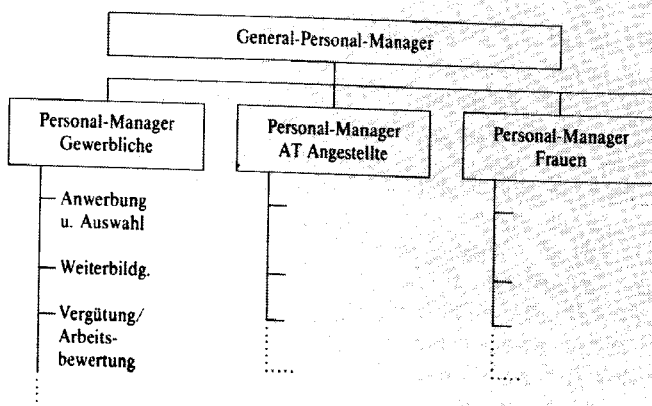 General-Personal-Manager
Personal-Manager
Gewerbliche
Personal-Manager
AT Angestellte
Personal-Manager
Frauen
Anwerbung
u. Auswahl
Weiterbildg.
Vergütung/
Arbeits-
bewertung